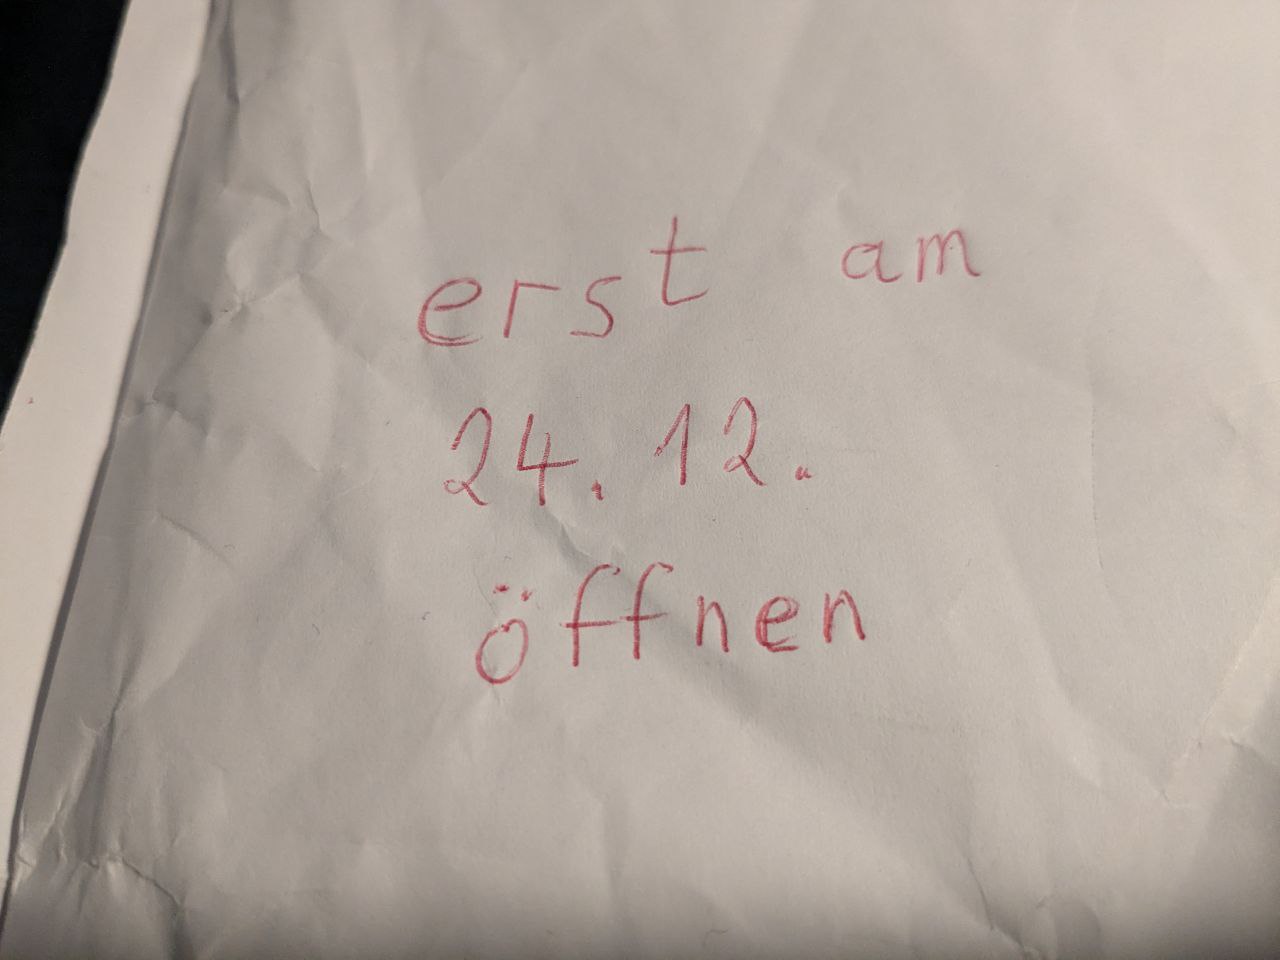 erst am
24.12.
öffnen